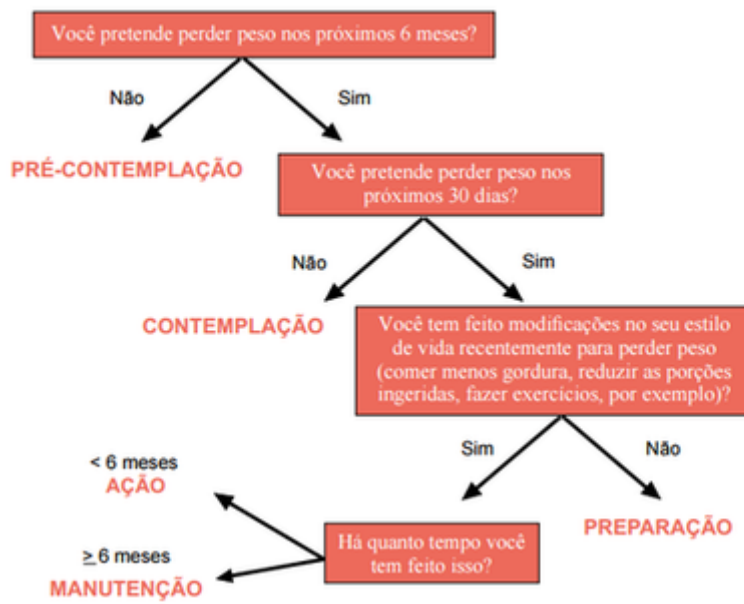 Você pretende perder peso nos próximos 6 meses?
Não
Sim
PRÉ-CONTEMPLAÇÃO
Você pretende perder peso nos
próximos 30 dias?
Não
Sim
CONTEMPLAÇÃO
Você tem feito modificações no seu estilo
de vida recentemente para perder peso
(comer menos gordura, reduzir as porções
ingeridas, fazer exercícios, por exemplo)?
Sim
Não
< 6 meses
AÇÃO
PREPARAÇÃO
Há quanto tempo você
tem feito isso?
≥ 6 meses
MANUTENÇÃO